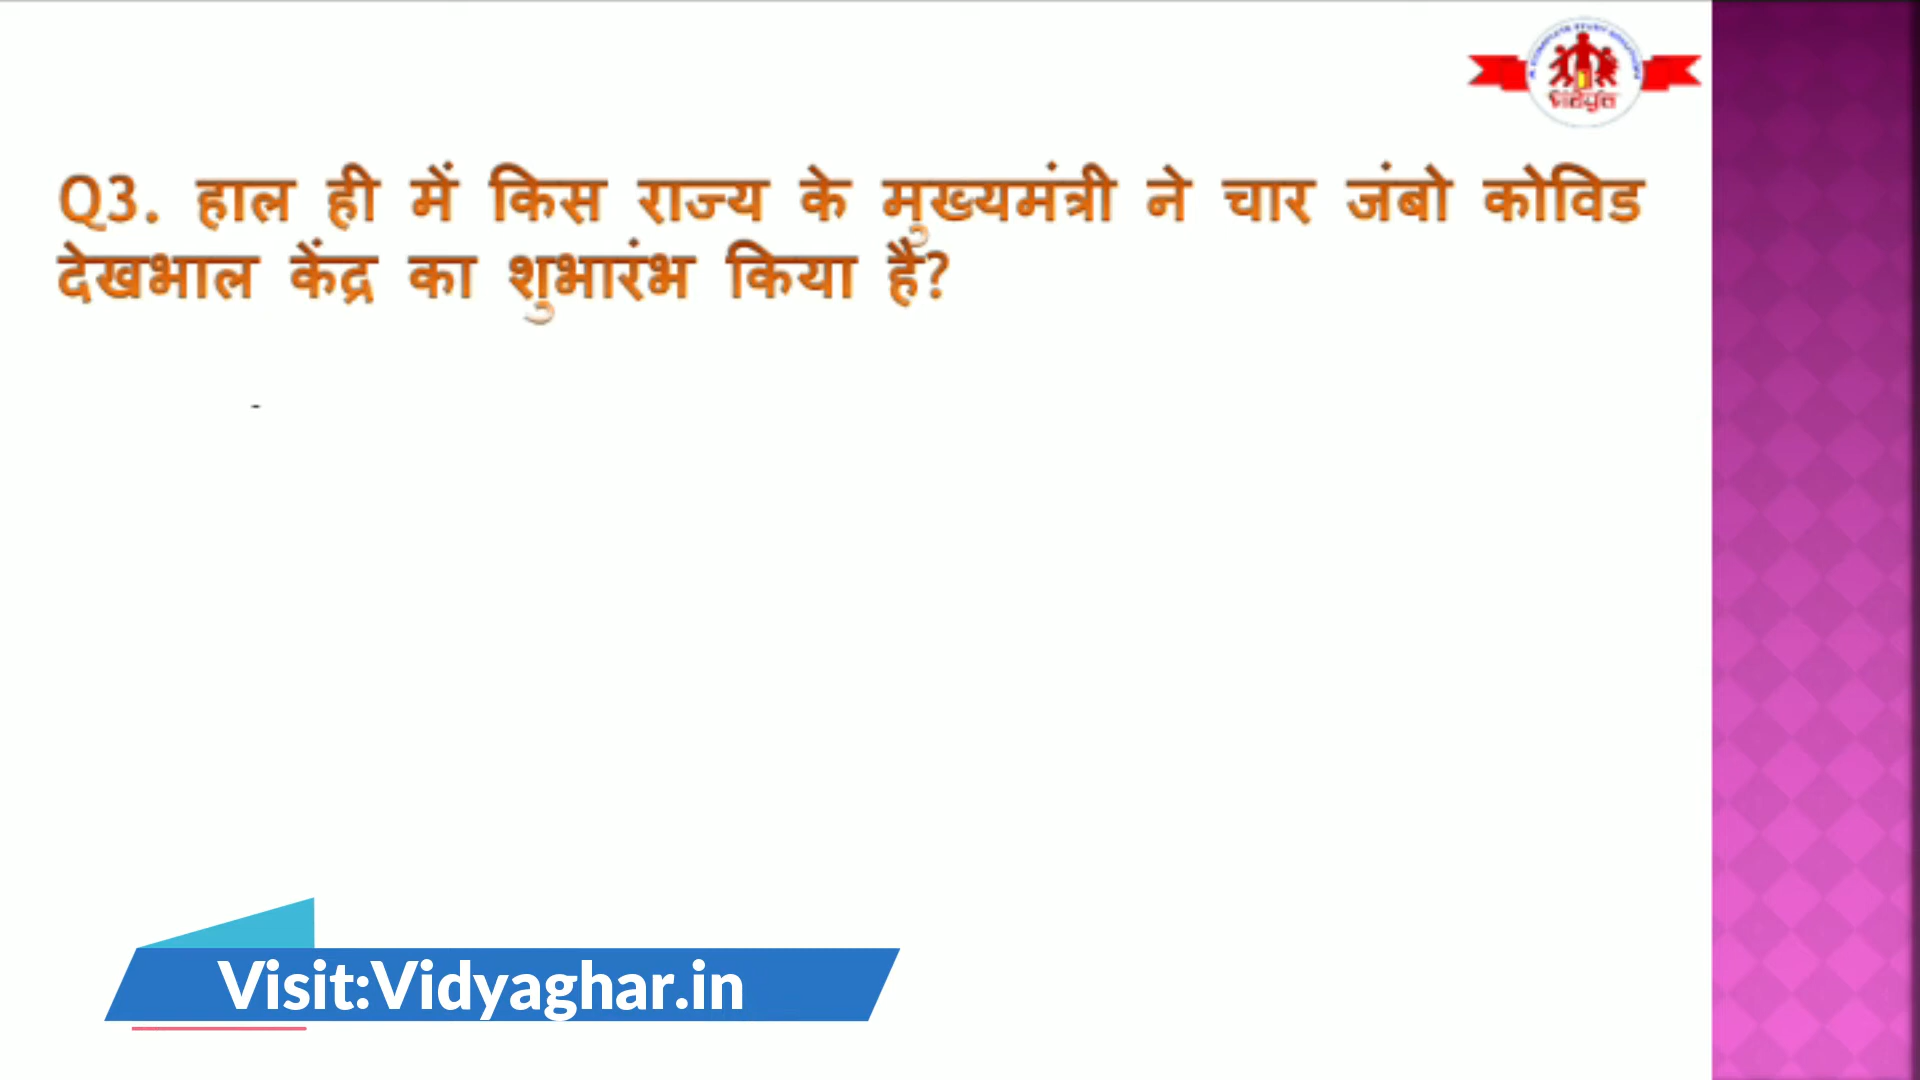 Q3. हाल ही में किस राज्य के मुख्यमंत्री ने चार जंबो कोविड
देखभाल केंद्र का शुभारंभ किया है?
-
Visit:Vidyaghar.in